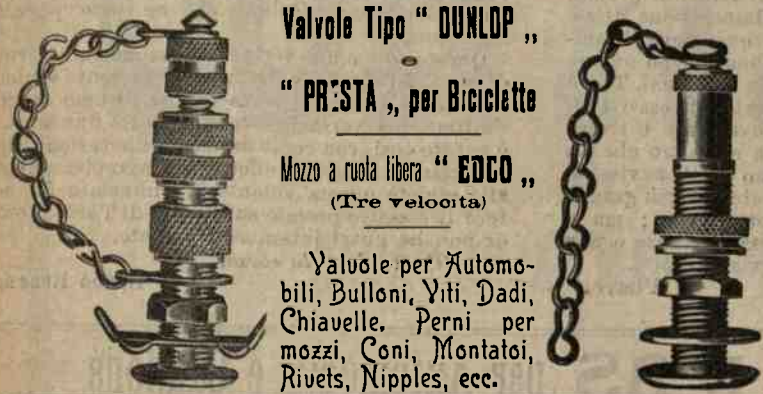 Valvole Tipo “ DUNLOP „
“ PRESTA „ per Biciclette
Mozzo a ruota libera “ EDCO „
(Tre velocita)
Valvole per Automo-
bili, Bulloni, Viti, Dadi,
Chiavelle, Perni per
mozzi, Coni, Montatoi,
Rivets, Nipples, ecc.